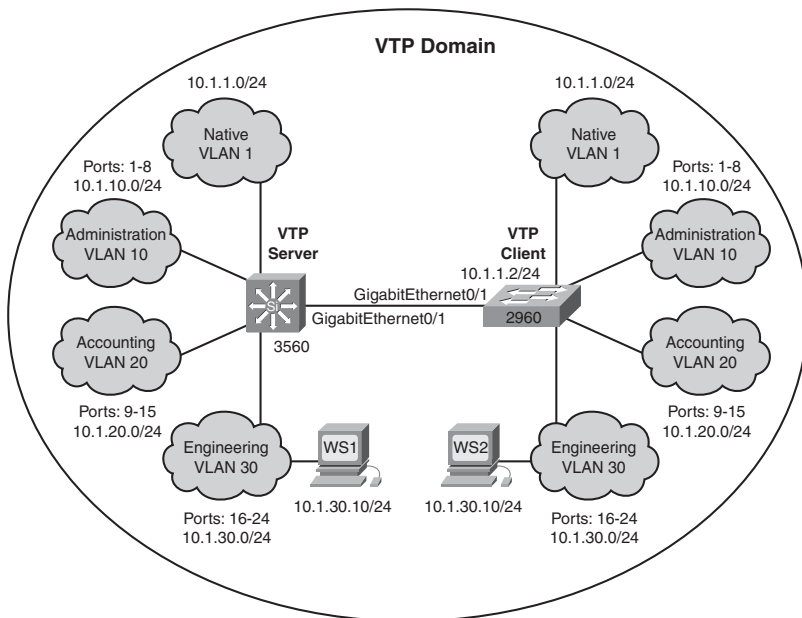 VTP Domain
10.1.1.0/24
Native
VLAN 1
Ports: 1-8
10.1.10.0/24
Administration
VLAN 10
VTP
Server
Accounting
VLAN 20
Si
3560
Ports: 9-15
10.1.20.0/24
Engineering
VLAN 30
WS1
10.1.30.10/24
Ports: 16-24
10.1.30.0/24
GigabitEthernet0/1
GigabitEthernet0/1
10.1.1.0/24
Native
VLAN 1
Ports: 1-8
10.1.10.0/24
VTP
Client
10.1.1.2/24
Administration
VLAN 10
2960
Accounting
VLAN 20
Ports: 9-15
10.1.20.0/24
WS2
10.1.30.10/24
Engineering
VLAN 30
Ports: 16-24
10.1.30.0/24